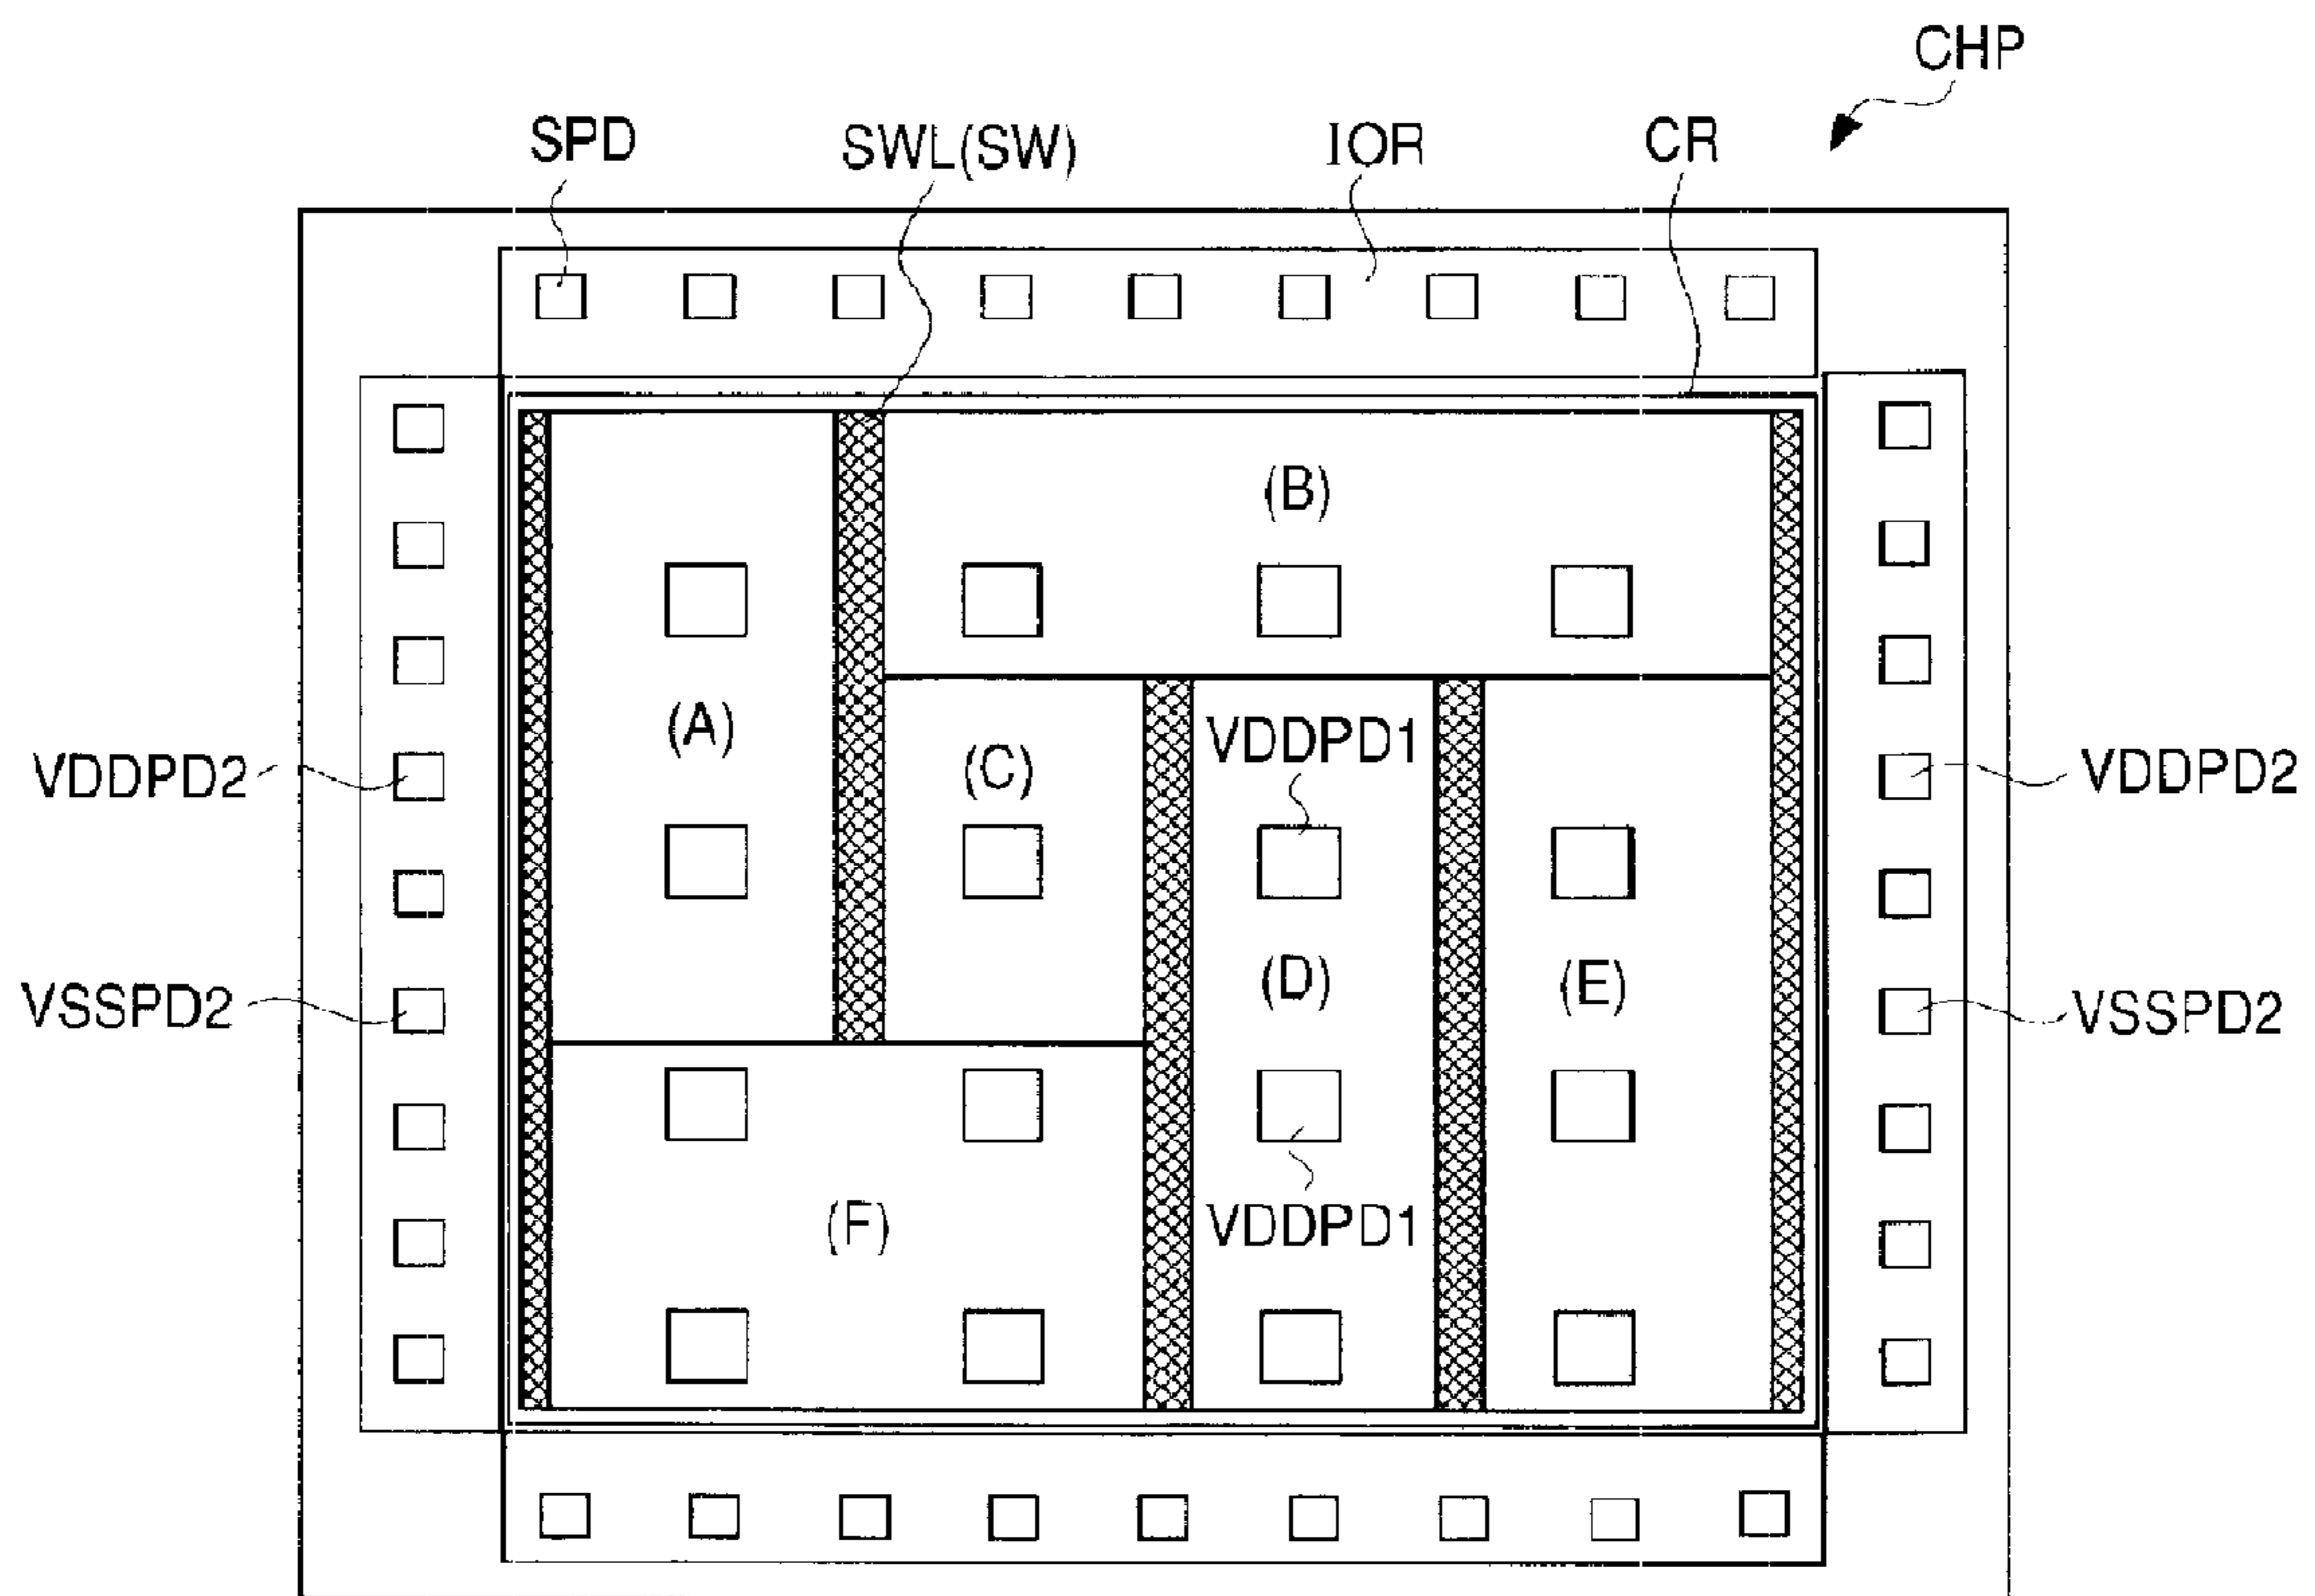 CHP
SPD
SWL(SW)
IOR
CR
(B)
(A)
VDDPD1
(C)
VDDPD2
VDDPD2
(D)
(E)
VSSPD2
VSSPD2
(F)
VDDPD1